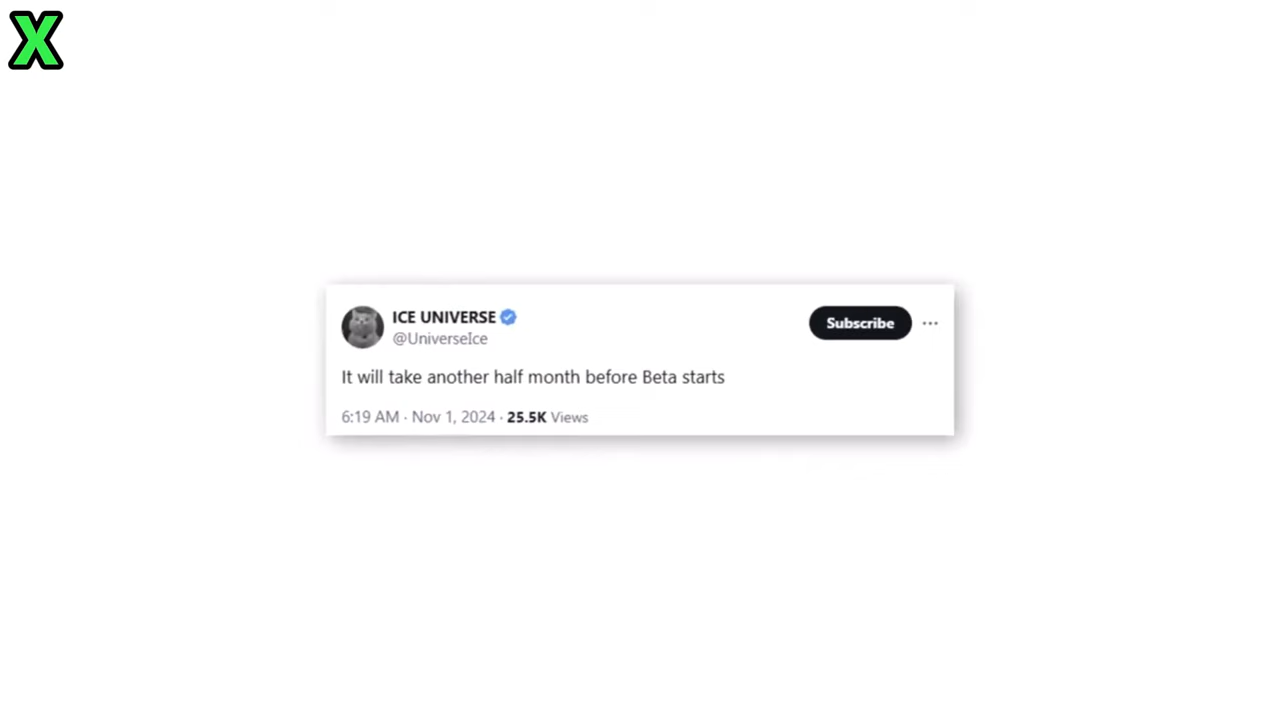 X
ICE UNIVERSE
Subscribe
@UniverseIce
It will take another half month before Beta starts
6:19 AM · Nov 1, 2024 · 25.5K Views